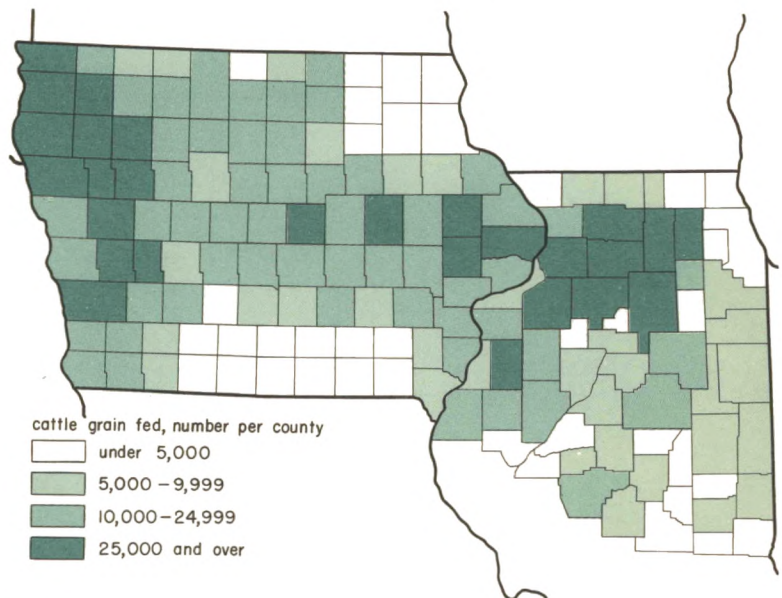 cattle grain fed, number per county
under 5,000
5,000 – 9,999
10,000 – 24,999
25,000 and over